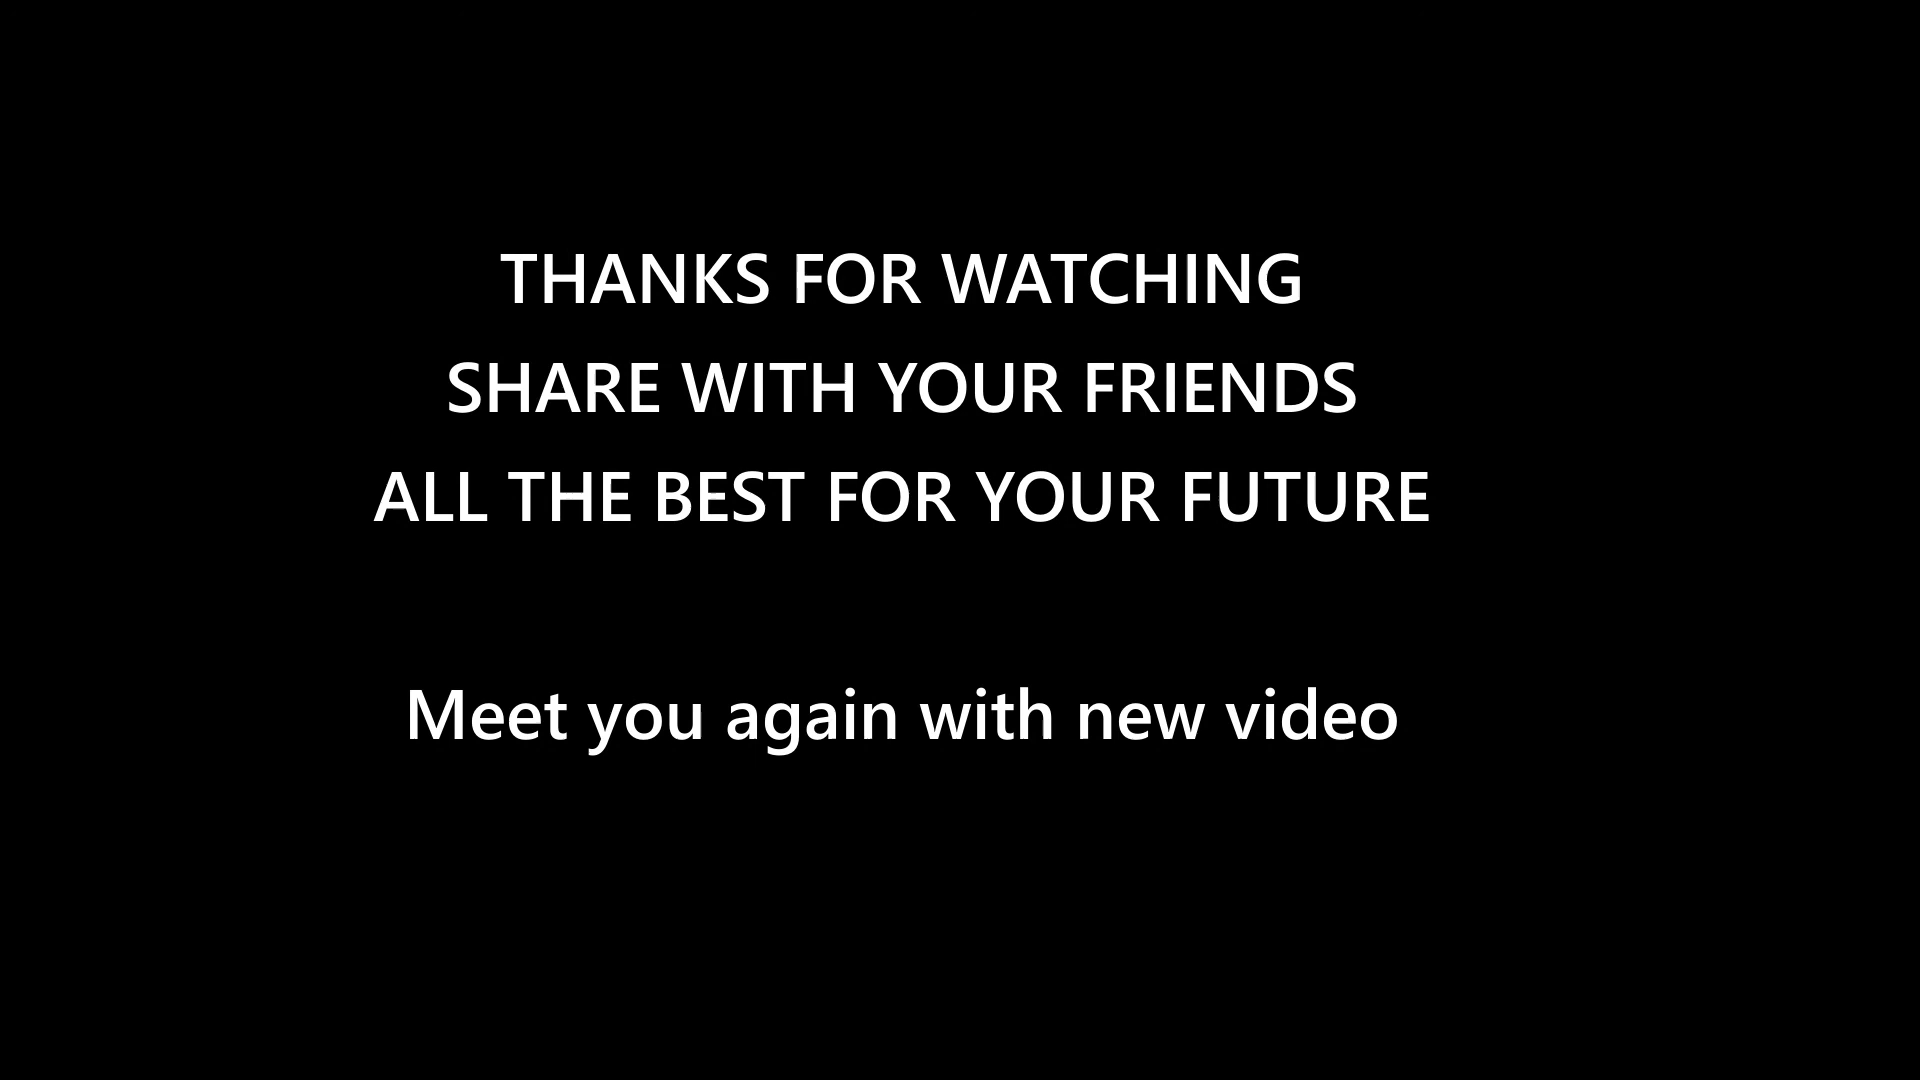 THANKS FOR WATCHING
SHARE WITH YOUR FRIENDS
ALL THE BEST FOR YOUR FUTURE
Meet you again with new video